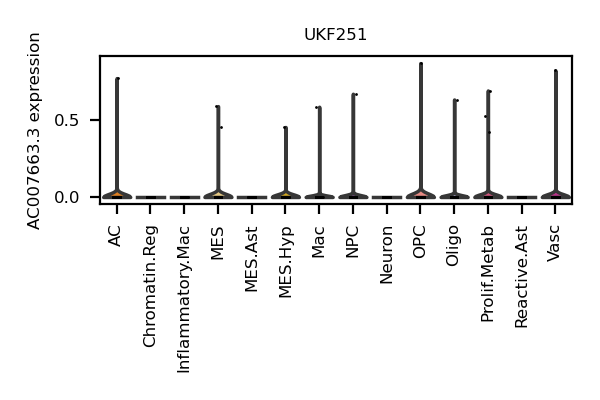 UKF251
AC007663.3 expression
0.5
0.0
AC
Chromatin.Reg
Inflammatory.Mac
MES
MES.Ast
MES.Hyp
Mac
NPC
Neuron
OPC
Oligo
Prolif.Metab
Reactive.Ast
Vasc